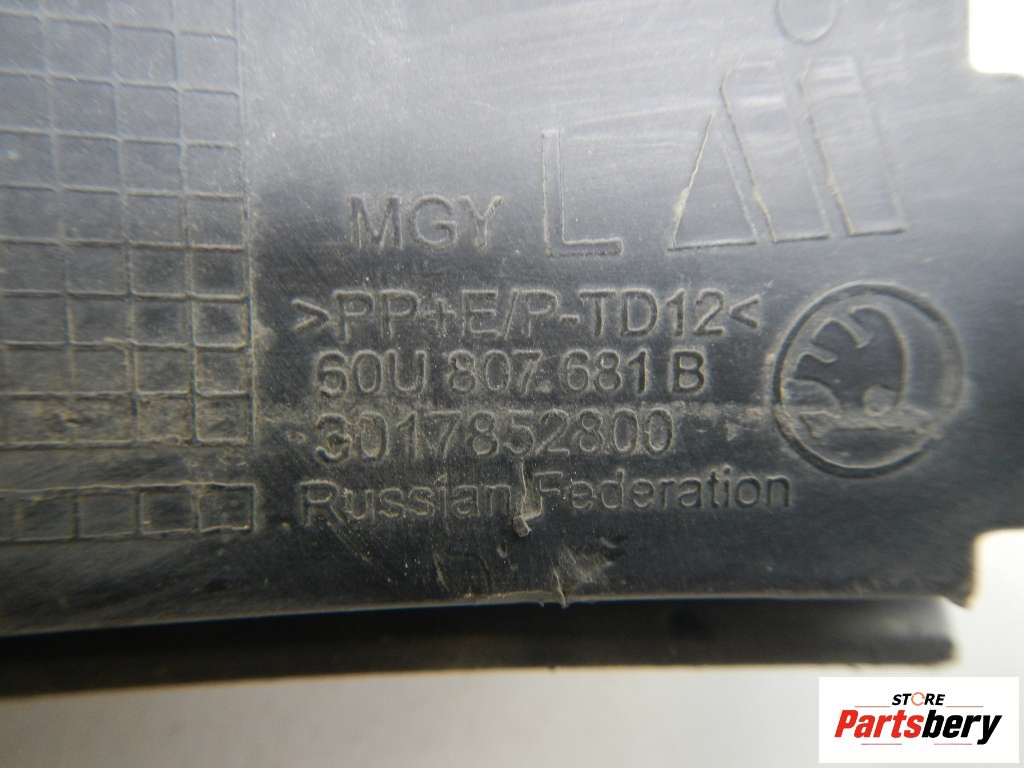 MGY L
>PP+E/P-TD12<
60U 807 681 B
3017852800
Russian Federation
STORE
Partsbery